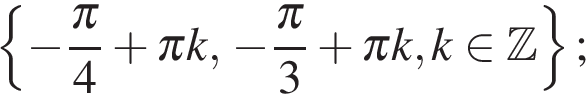 {−π/4 + πk, −π/3 + πk, k ∈ ℤ};